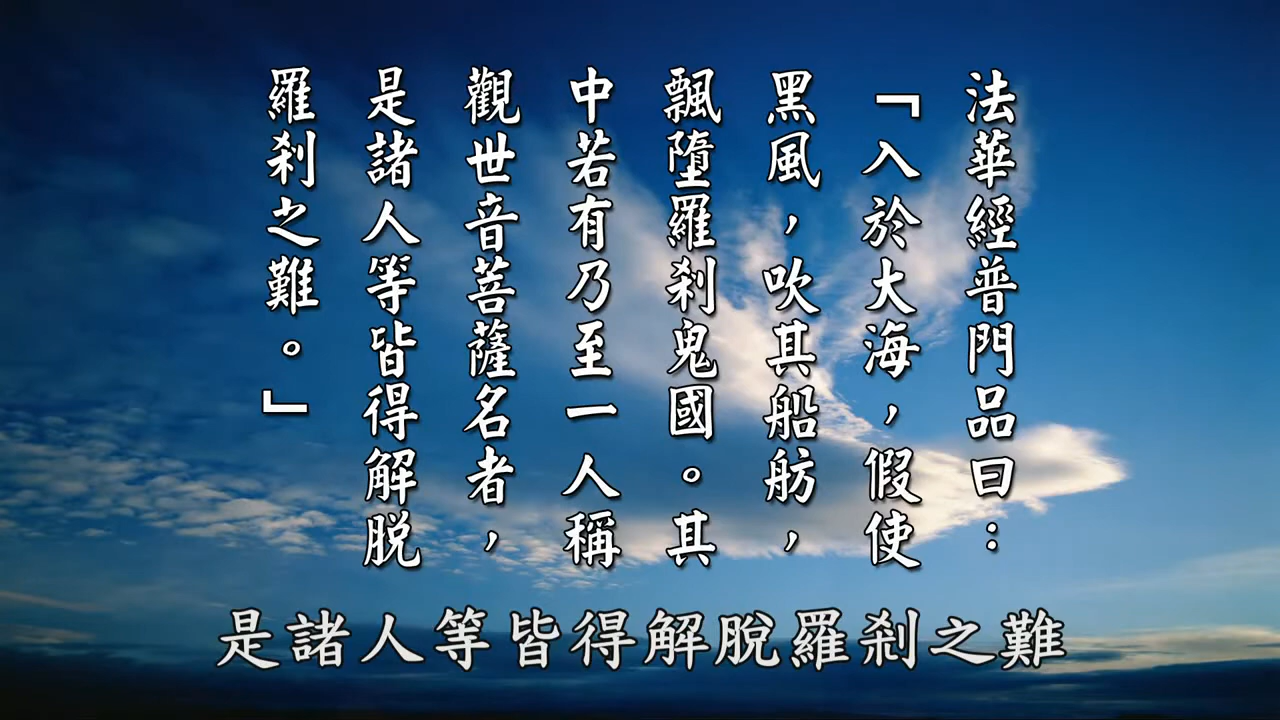 法華經普門品曰：
「入於大海，假使
黑風，吹其船舫，
飄墮羅剎鬼國。其
中若有乃至一人稱
觀世音菩薩名者，
是諸人等皆得解脫
羅剎之難。」
是諸人等皆得解脫羅剎之難